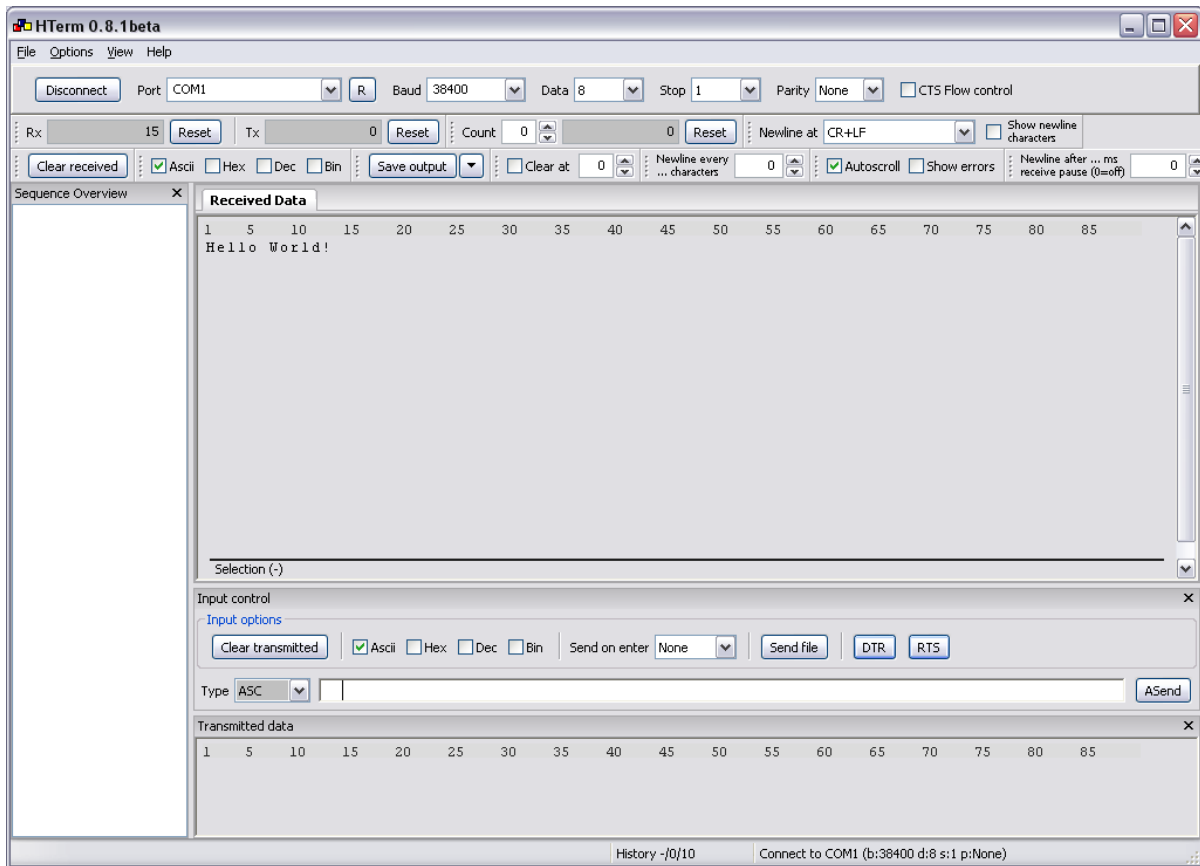 HTerm 0.8.1beta
File Options View Help
Disconnect Port COM1 R Baud 38400 Data 8 Stop 1 Parity None CTS Flow control
Rx 15 Reset Tx 0 Reset Count 0 0 Reset Newline at CR+LF Show newline characters
Clear received Ascii Hex Dec Bin Save output Clear at 0 Newline every ... characters 0 Autoscroll Show errors Newline after ... ms receive pause (0=off) 0
Sequence Overview
Received Data
1 5 10 15 20 25 30 35 40 45 50 55 60 65 70 75 80 85
Hello World!
Selection (-)
Input control
Input options
Clear transmitted Ascii Hex Dec Bin Send on enter None Send file DTR RTS
Type ASC ASend
Transmitted data
1 5 10 15 20 25 30 35 40 45 50 55 60 65 70 75 80 85
History -/0/10 Connect to COM1 (b:38400 d:8 s:1 p:None)